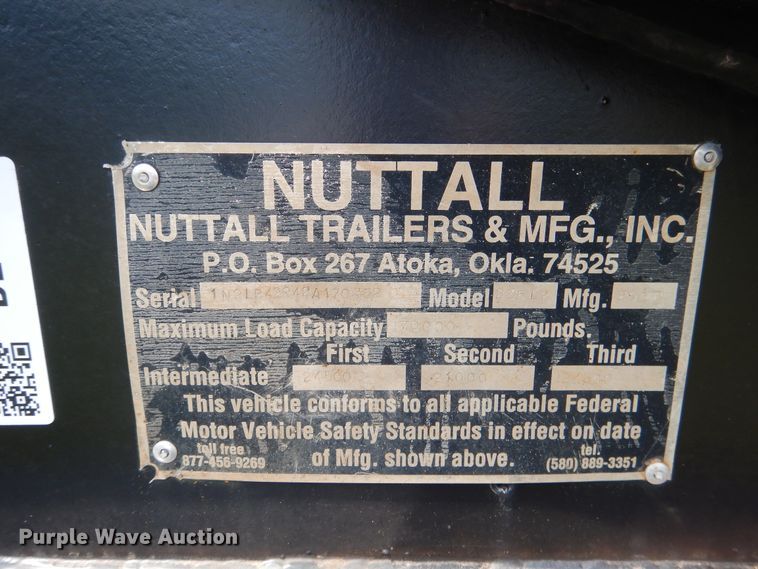 NUTTALL
NUTTALL TRAILERS & MFG., INC.
P.O. Box 267 Atoka, Okla. 74525
Serial Model Mfg.
Maximum Load Capacity 70000 Pounds.
First Second Third
Intermediate
This vehicle conforms to all applicable Federal
Motor Vehicle Safety Standards in effect on date
of Mfg. shown above.
toll free
877-456-9269
tel.
(580) 889-3351
Purple Wave Auction